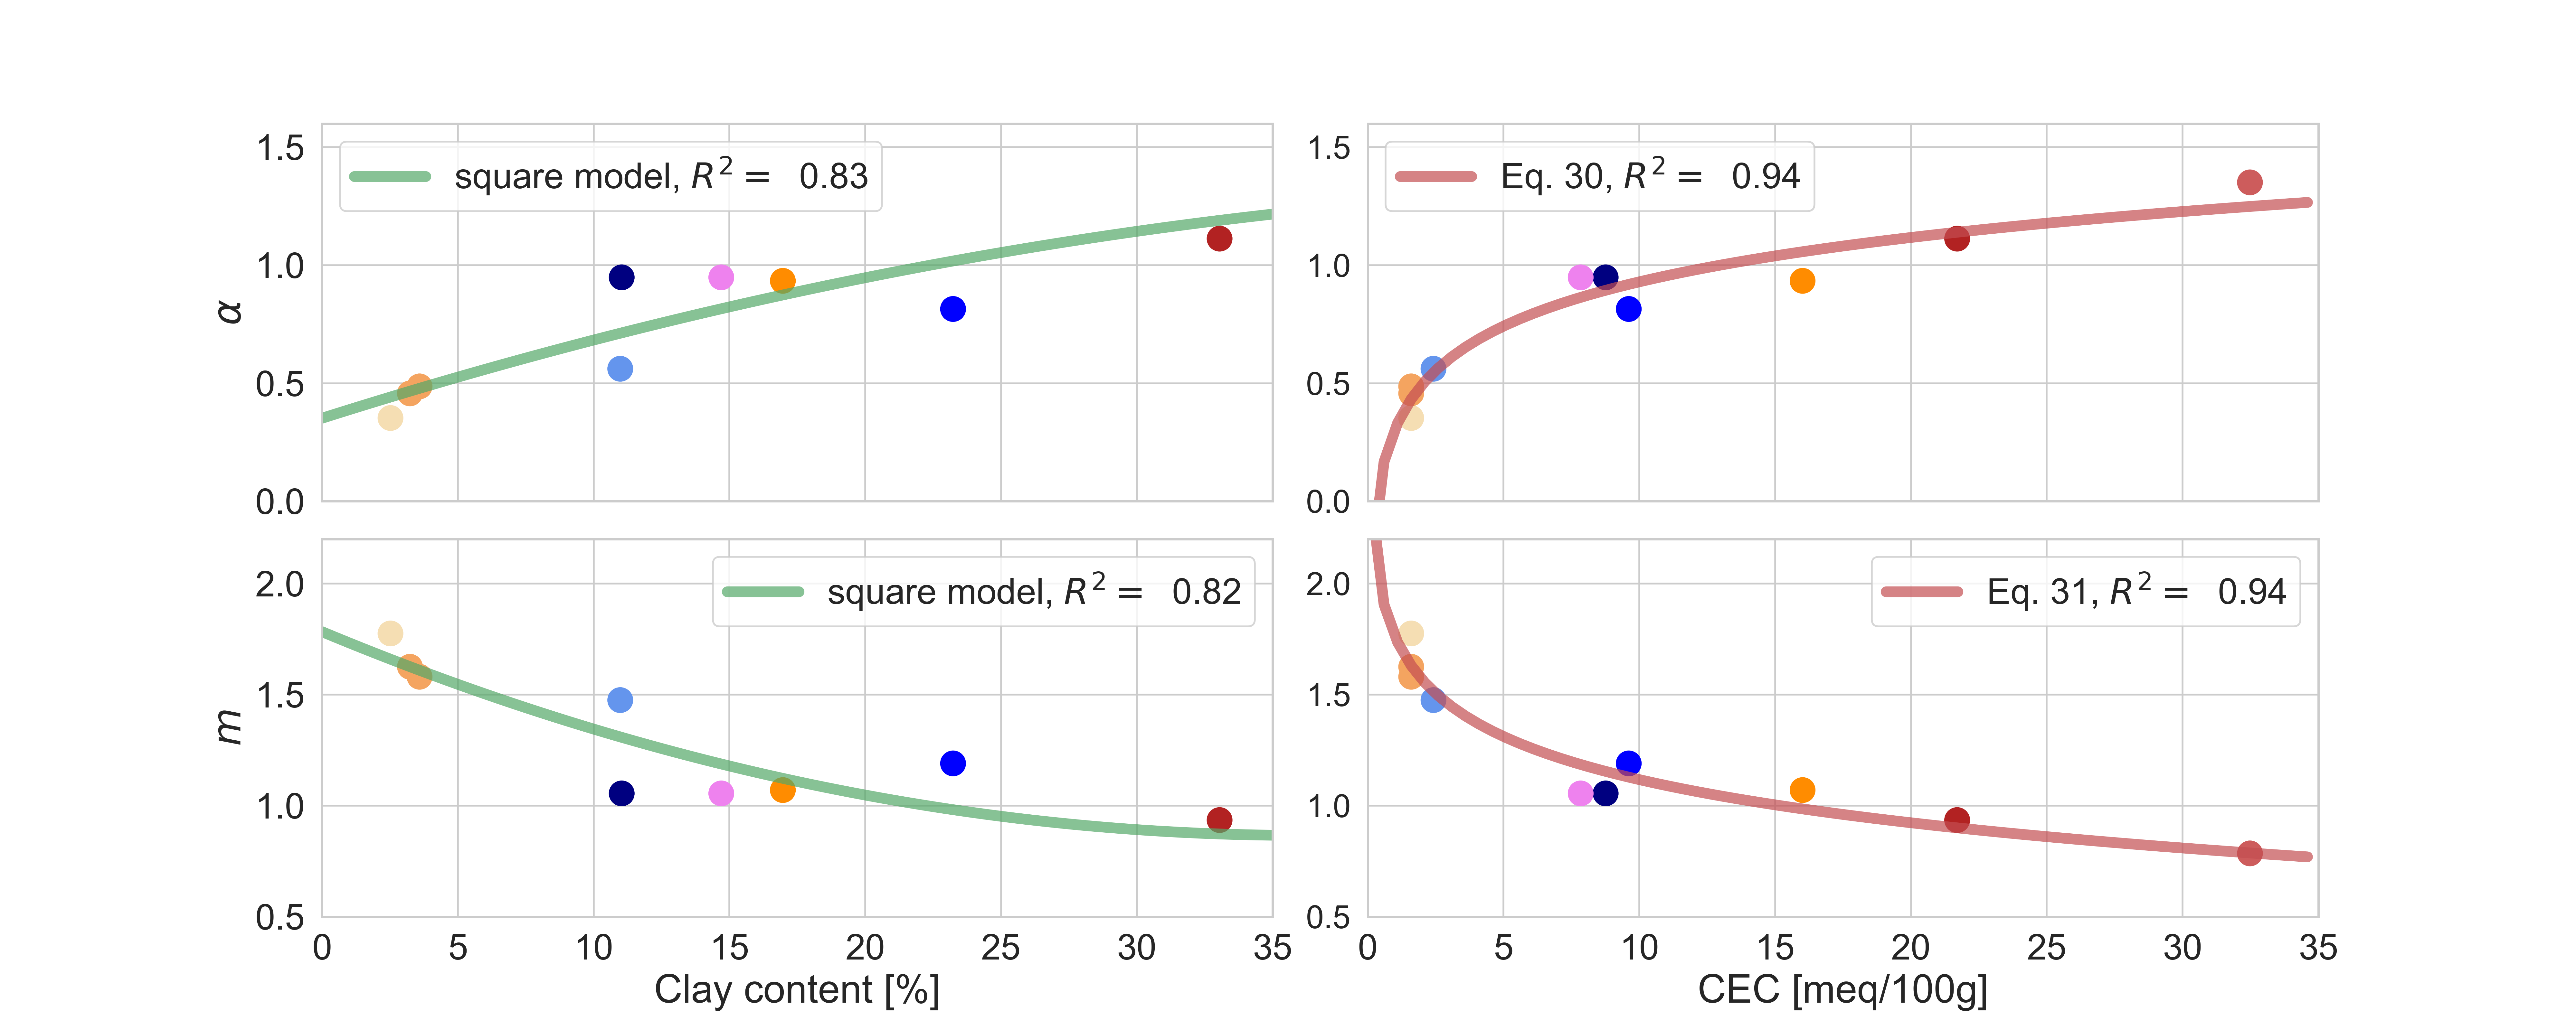 1.5
1.0
0.5
0.0
α
square model, R² = 0.83
1.5
1.0
0.5
0.0
Eq. 30, R² = 0.94
2.0
1.5
1.0
0.5
m
square model, R² = 0.82
0 5 10 15 20 25 30 35
Clay content [%]
2.0
1.5
1.0
0.5
Eq. 31, R² = 0.94
0 5 10 15 20 25 30 35
CEC [meq/100g]